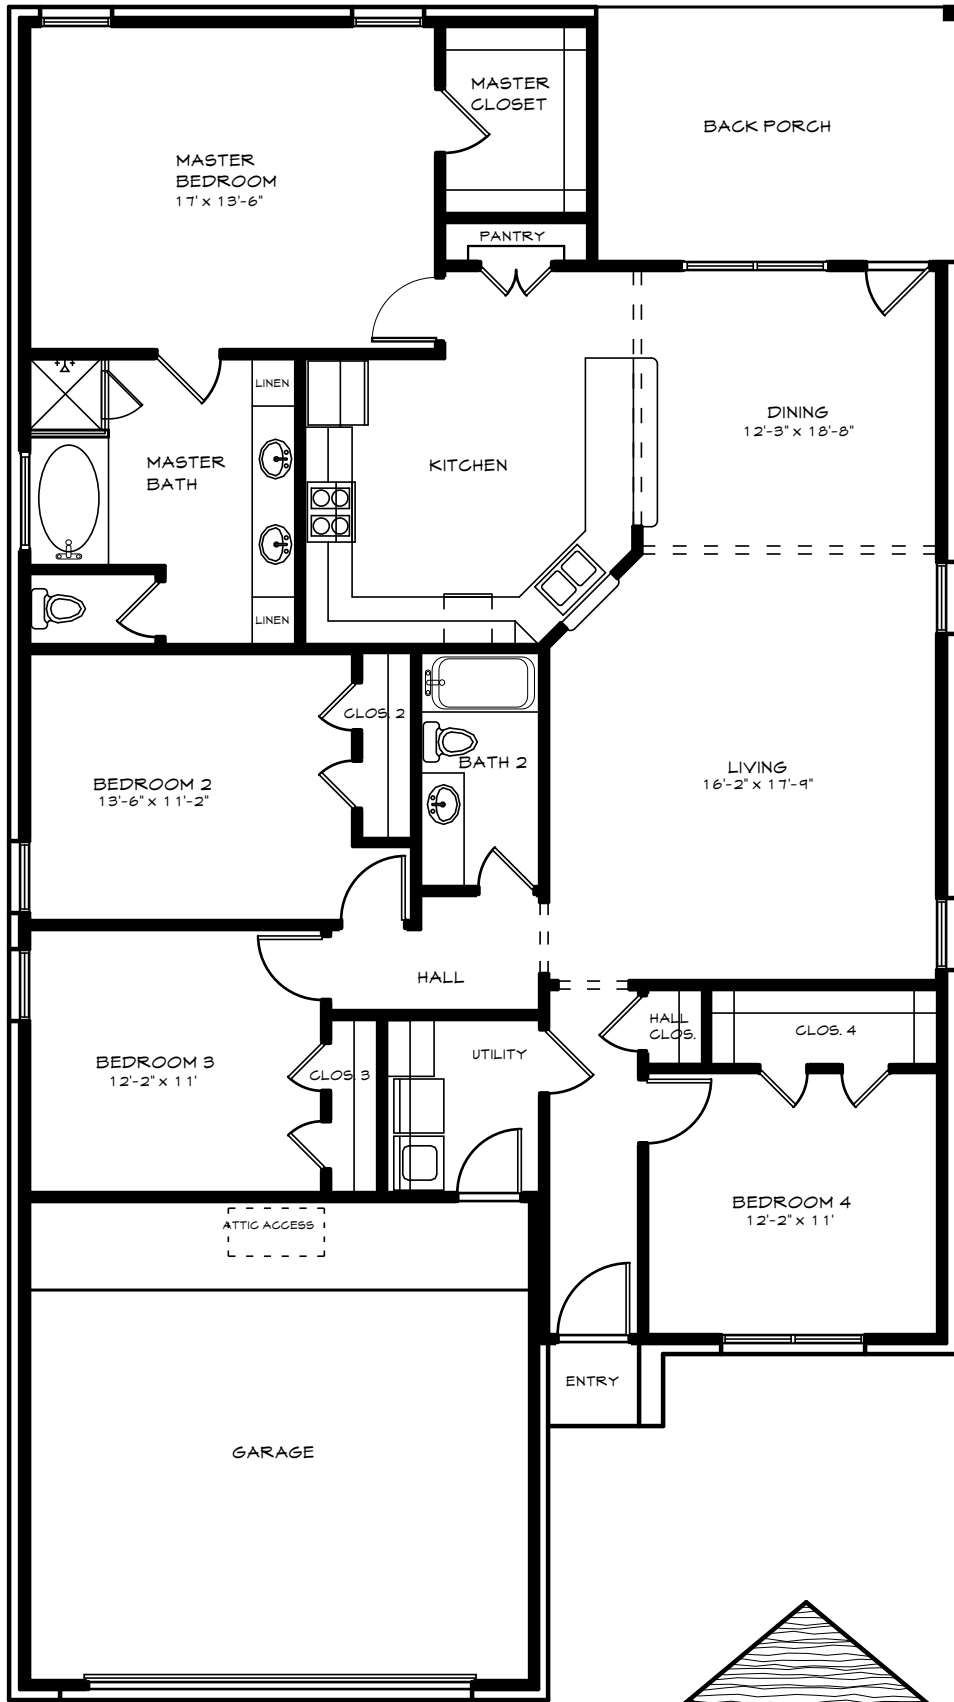 MASTER
CLOSET
BACK PORCH
MASTER
BEDROOM
17' x 13'-6"
PANTRY
LINEN
DINING
12'-3" x 18'-8"
MASTER
BATH
KITCHEN
LINEN
CLOS. 2
BATH 2
LIVING
16'-2" x 17'-9"
BEDROOM 2
13'-6" x 11'-2"
HALL
HALL
CLOS.
CLOS. 4
UTILITY
BEDROOM 3
12'-2" x 11'
CLOS. 3
BEDROOM 4
12'-2" x 11'
ATTIC ACCESS
ENTRY
GARAGE